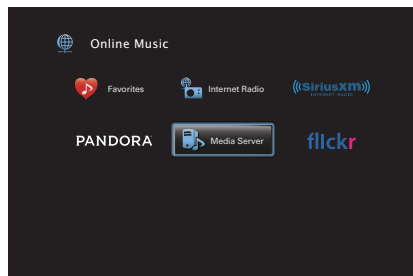 Online Music
Favorites
Internet Radio
((SiriusXM))
INTERNET RADIO
PANDORA
Media Server
flickr